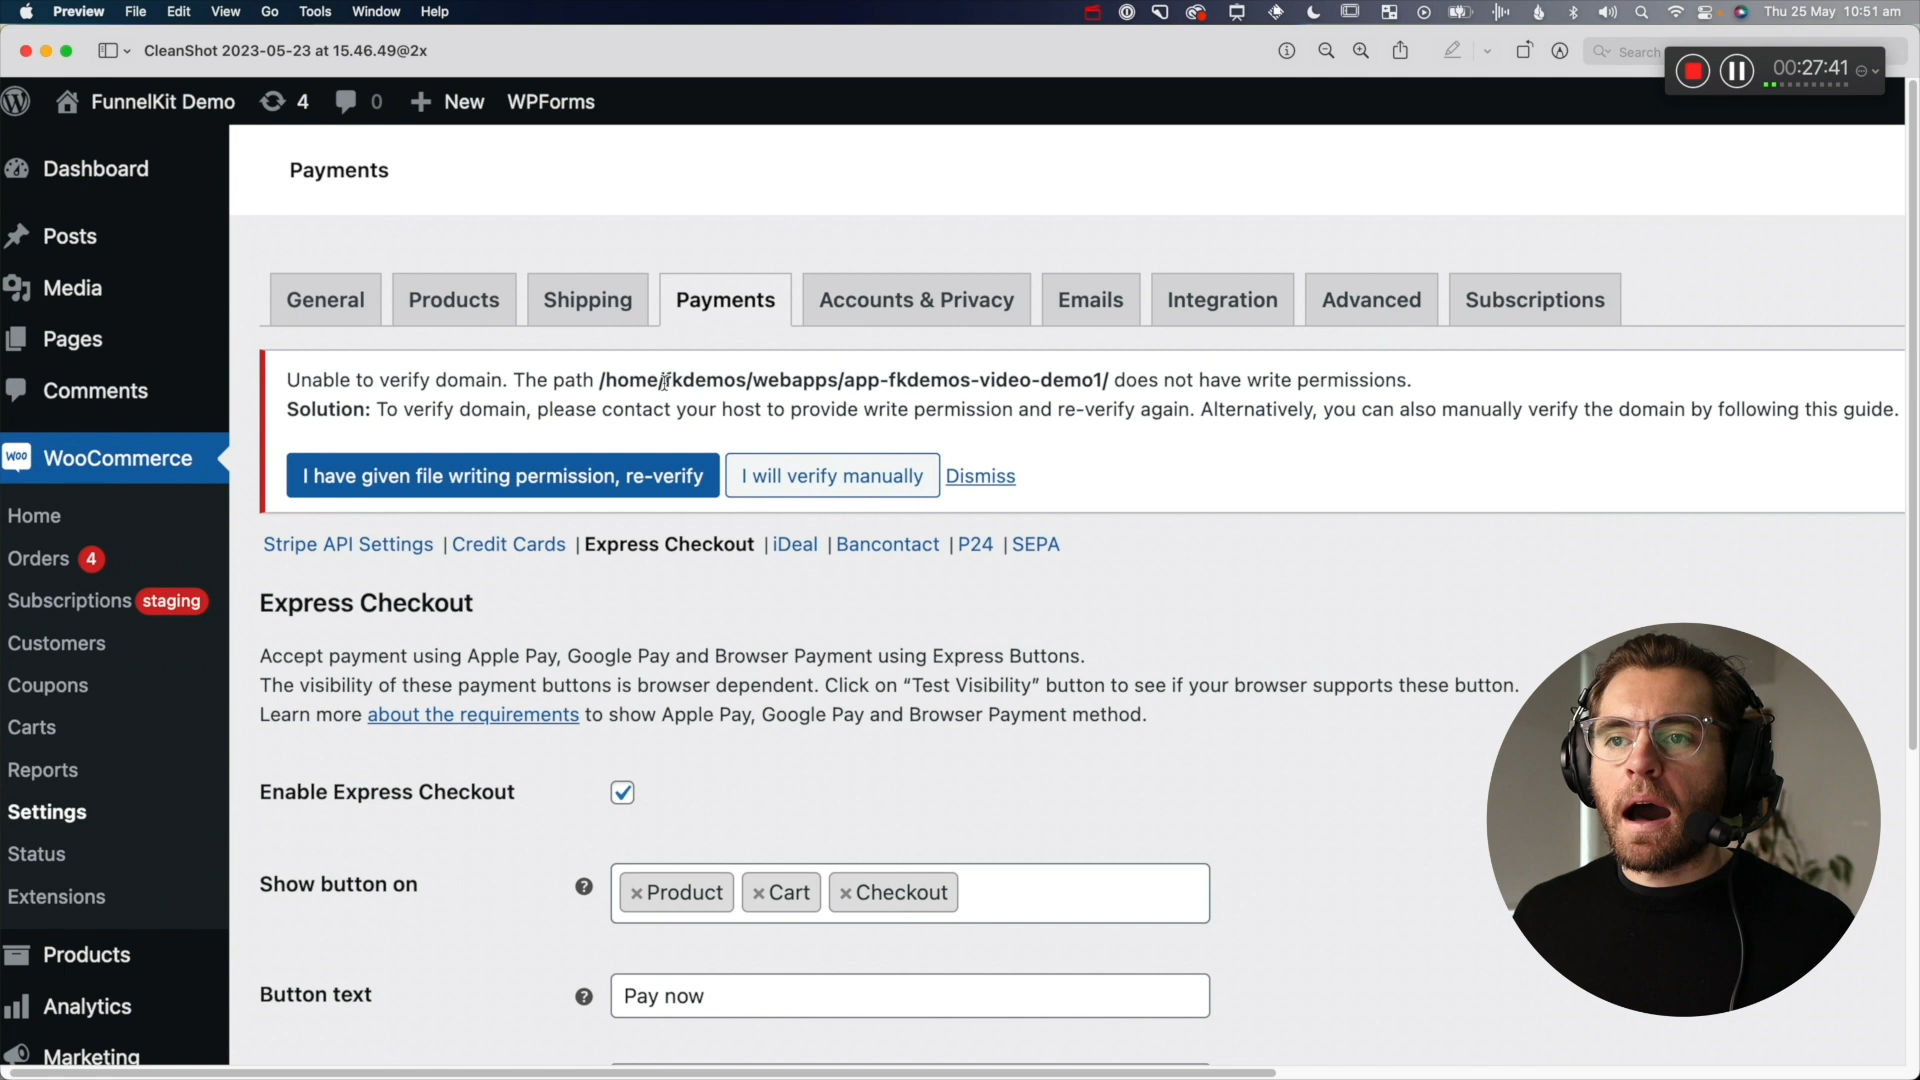 Preview File Edit View Go Tools Window Help
Thu 25 May 10:51 am
CleanShot 2023-05-23 at 15.46.49@2x
Search
00:27:41
FunnelKit Demo 4 0 + New WPForms
Dashboard
Posts
Media
Pages
Comments
Woo WooCommerce
Home
Orders 4
Subscriptions staging
Customers
Coupons
Carts
Reports
Settings
Status
Extensions
Products
Analytics
Marketing
Payments
General Products Shipping Payments Accounts & Privacy Emails Integration Advanced Subscriptions
Unable to verify domain. The path /home/fkdemos/webapps/app-fkdemos-video-demo1/ does not have write permissions.
Solution: To verify domain, please contact your host to provide write permission and re-verify again. Alternatively, you can also manually verify the domain by following this guide.
I have given file writing permission, re-verify I will verify manually Dismiss
Stripe API Settings | Credit Cards | Express Checkout | iDeal | Bancontact | P24 | SEPA
Express Checkout
Accept payment using Apple Pay, Google Pay and Browser Payment using Express Buttons.
The visibility of these payment buttons is browser dependent. Click on “Test Visibility” button to see if your browser supports these button.
Learn more about the requirements to show Apple Pay, Google Pay and Browser Payment method.
Enable Express Checkout
Show button on ? × Product × Cart × Checkout
Button text ? Pay now